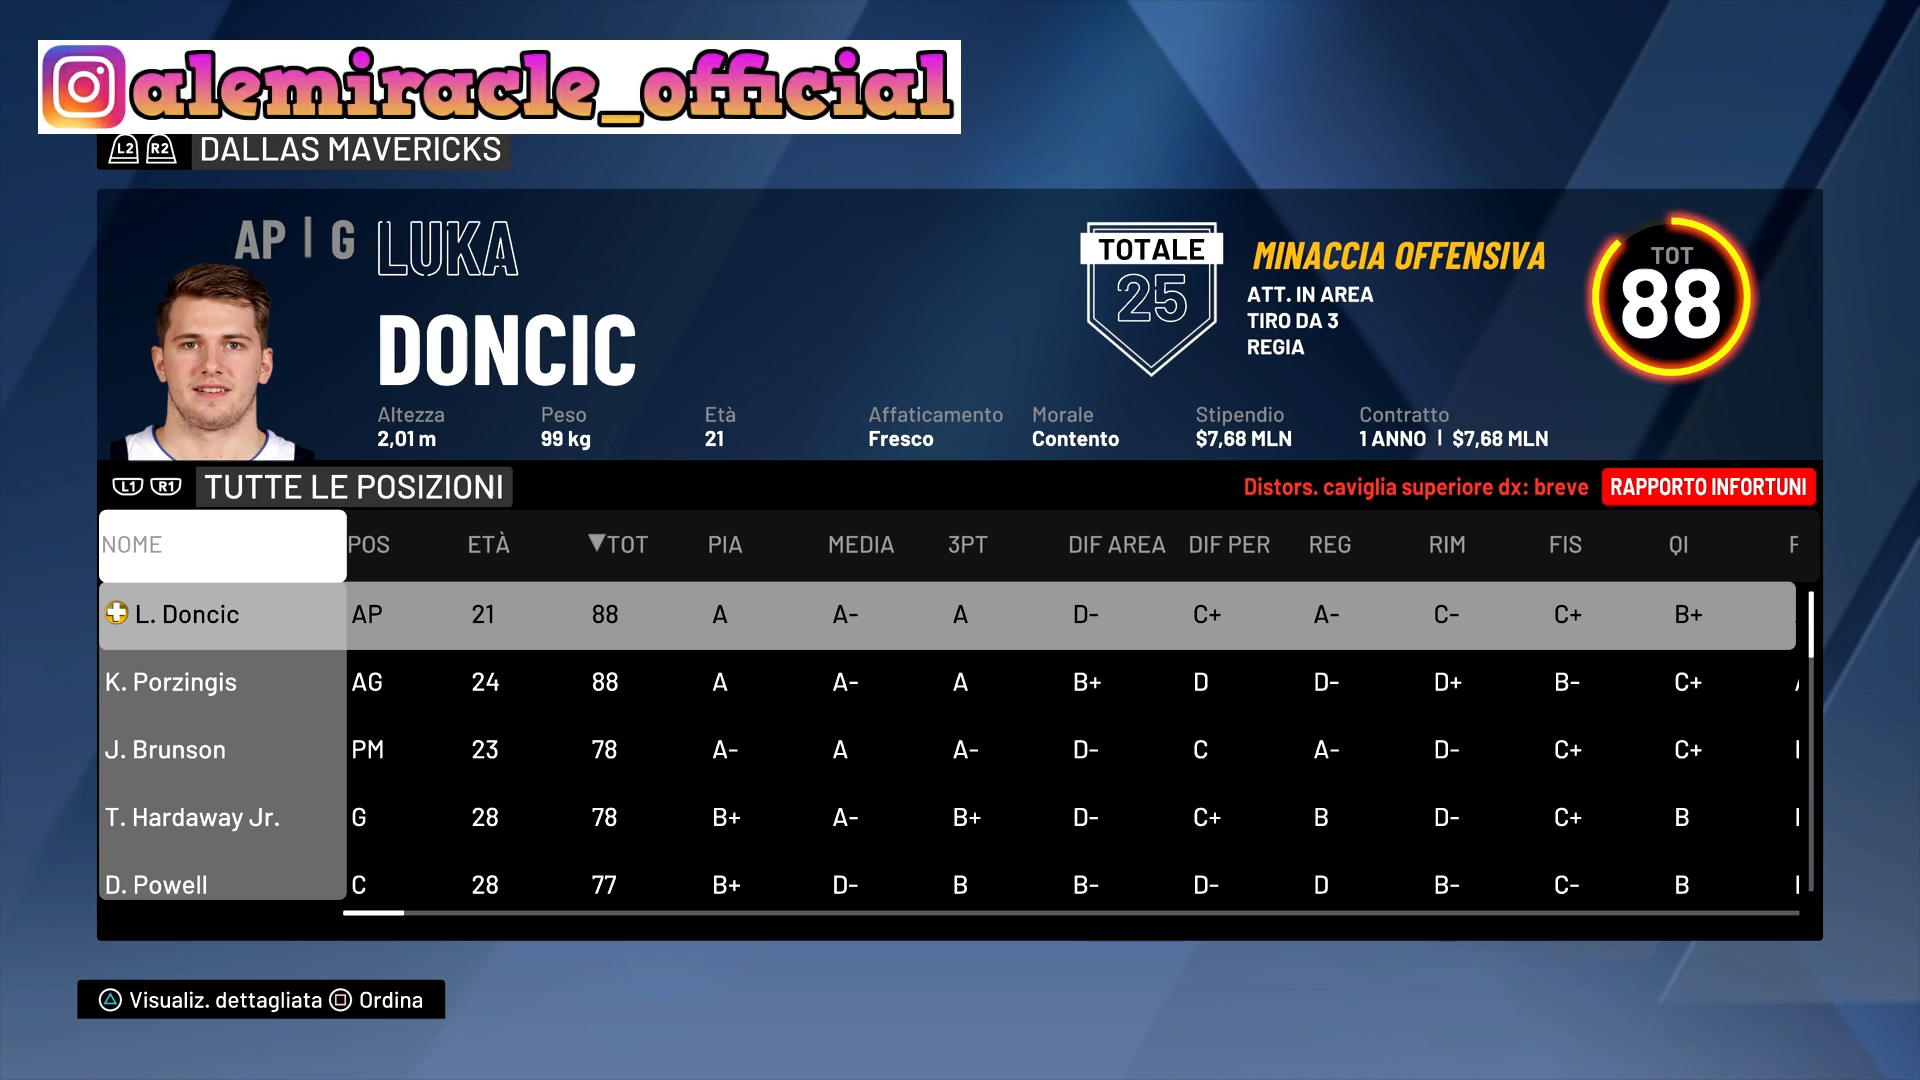 alemiracle_official
L2 R2 DALLAS MAVERICKS
AP | G LUKA
DONCIC
TOTALE
25
MINACCIA OFFENSIVA
ATT. IN AREA
TIRO DA 3
REGIA
TOT
88
Altezza Peso Età Affaticamento Morale Stipendio Contratto
2,01 m 99 kg 21 Fresco Contento $7,68 MLN 1 ANNO | $7,68 MLN
L1 R1 TUTTE LE POSIZIONI Distors. caviglia superiore dx: breve RAPPORTO INFORTUNI
NOME POS ETÀ ▼TOT PIA MEDIA 3PT DIF AREA DIF PER REG RIM FIS QI
L. Doncic AP 21 88 A A- A D- C+ A- C- C+ B+
K. Porzingis AG 24 88 A A- A B+ D D- D+ B- C+
J. Brunson PM 23 78 A- A A- D- C A- D- C+ C+
T. Hardaway Jr. G 28 78 B+ A- B+ D- C+ B D- C+ B
D. Powell C 28 77 B+ D- B B- D- D B- C- B
Visualiz. dettagliata Ordina